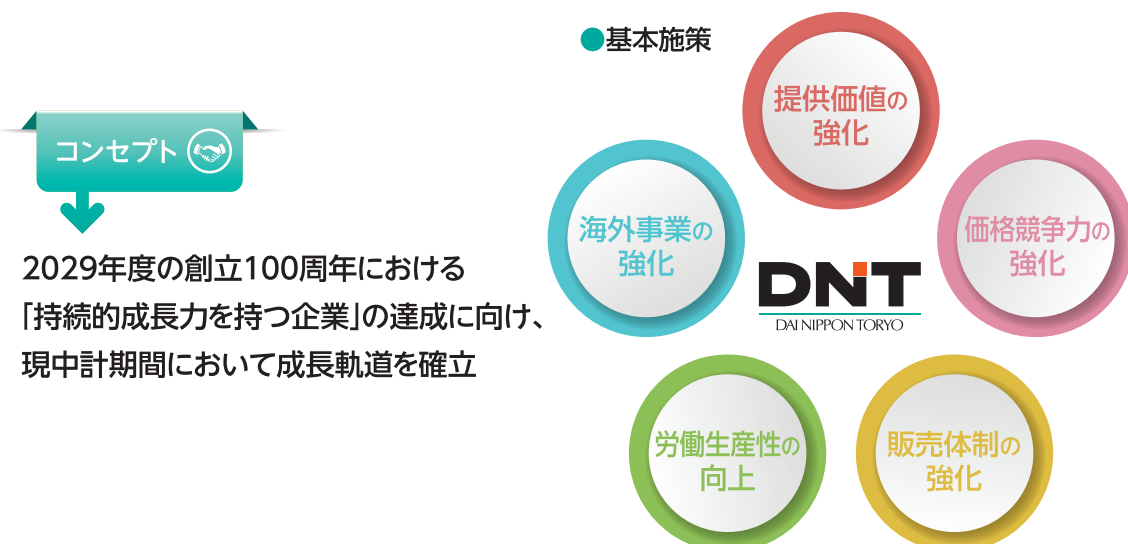 コンセプト
2029年度の創立100周年における
「持続的成長力を持つ企業」の達成に向け、
現中計期間において成長軌道を確立
●基本施策
提供価値の
強化
海外事業の
強化
価格競争力の
強化
DNT
DAI NIPPON TORYO
労働生産性の
向上
販売体制の
強化